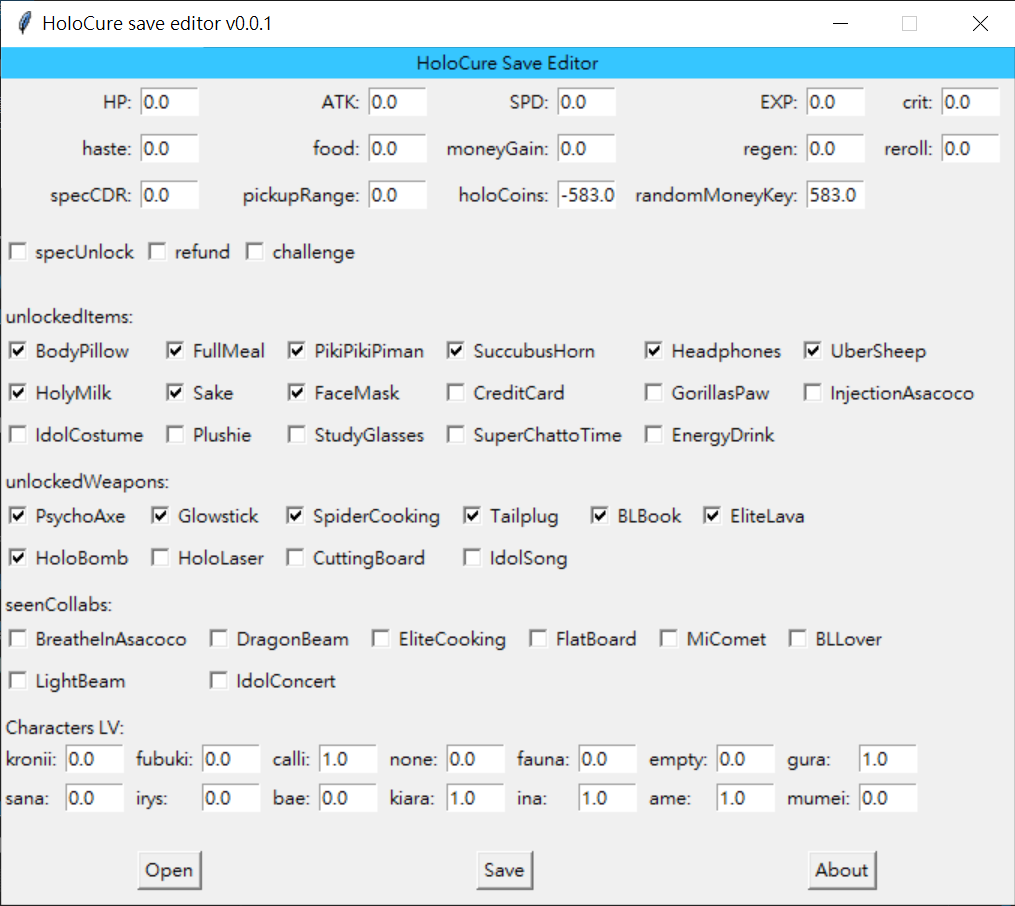 HoloCure save editor v0.0.1
HoloCure Save Editor
HP: 0.0 ATK: 0.0 SPD: 0.0 EXP: 0.0 crit: 0.0
haste: 0.0 food: 0.0 moneyGain: 0.0 regen: 0.0 reroll: 0.0
specCDR: 0.0 pickupRange: 0.0 holoCoins: -583.0 randomMoneyKey: 583.0
specUnlock refund challenge
unlockedItems:
BodyPillow FullMeal PikiPikiPiman SuccubusHorn Headphones UberSheep
HolyMilk Sake FaceMask CreditCard GorillasPaw InjectionAsacoco
IdolCostume Plushie StudyGlasses SuperChattoTime EnergyDrink
unlockedWeapons:
PsychoAxe Glowstick SpiderCooking Tailplug BLBook EliteLava
HoloBomb HoloLaser CuttingBoard IdolSong
seenCollabs:
BreatheInAsacoco DragonBeam EliteCooking FlatBoard MiComet BLLover
LightBeam IdolConcert
Characters LV:
kronii: 0.0 fubuki: 0.0 calli: 1.0 none: 0.0 fauna: 0.0 empty: 0.0 gura: 1.0
sana: 0.0 irys: 0.0 bae: 0.0 kiara: 1.0 ina: 1.0 ame: 1.0 mumei: 0.0
Open Save About